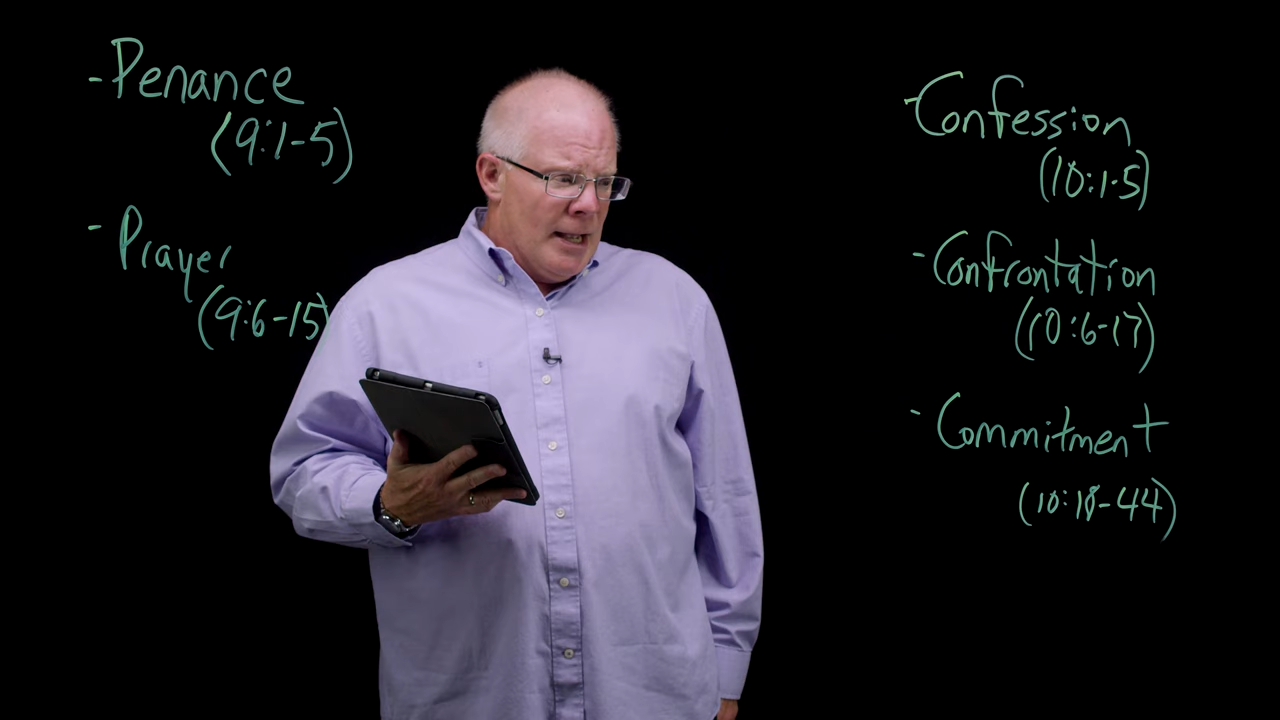 -Penance
(9:1-5)
-Prayer
(9:6-15)
-Confession
(10:1-5)
-Confrontation
(10:6-17)
-Commitment
(10:18-44)